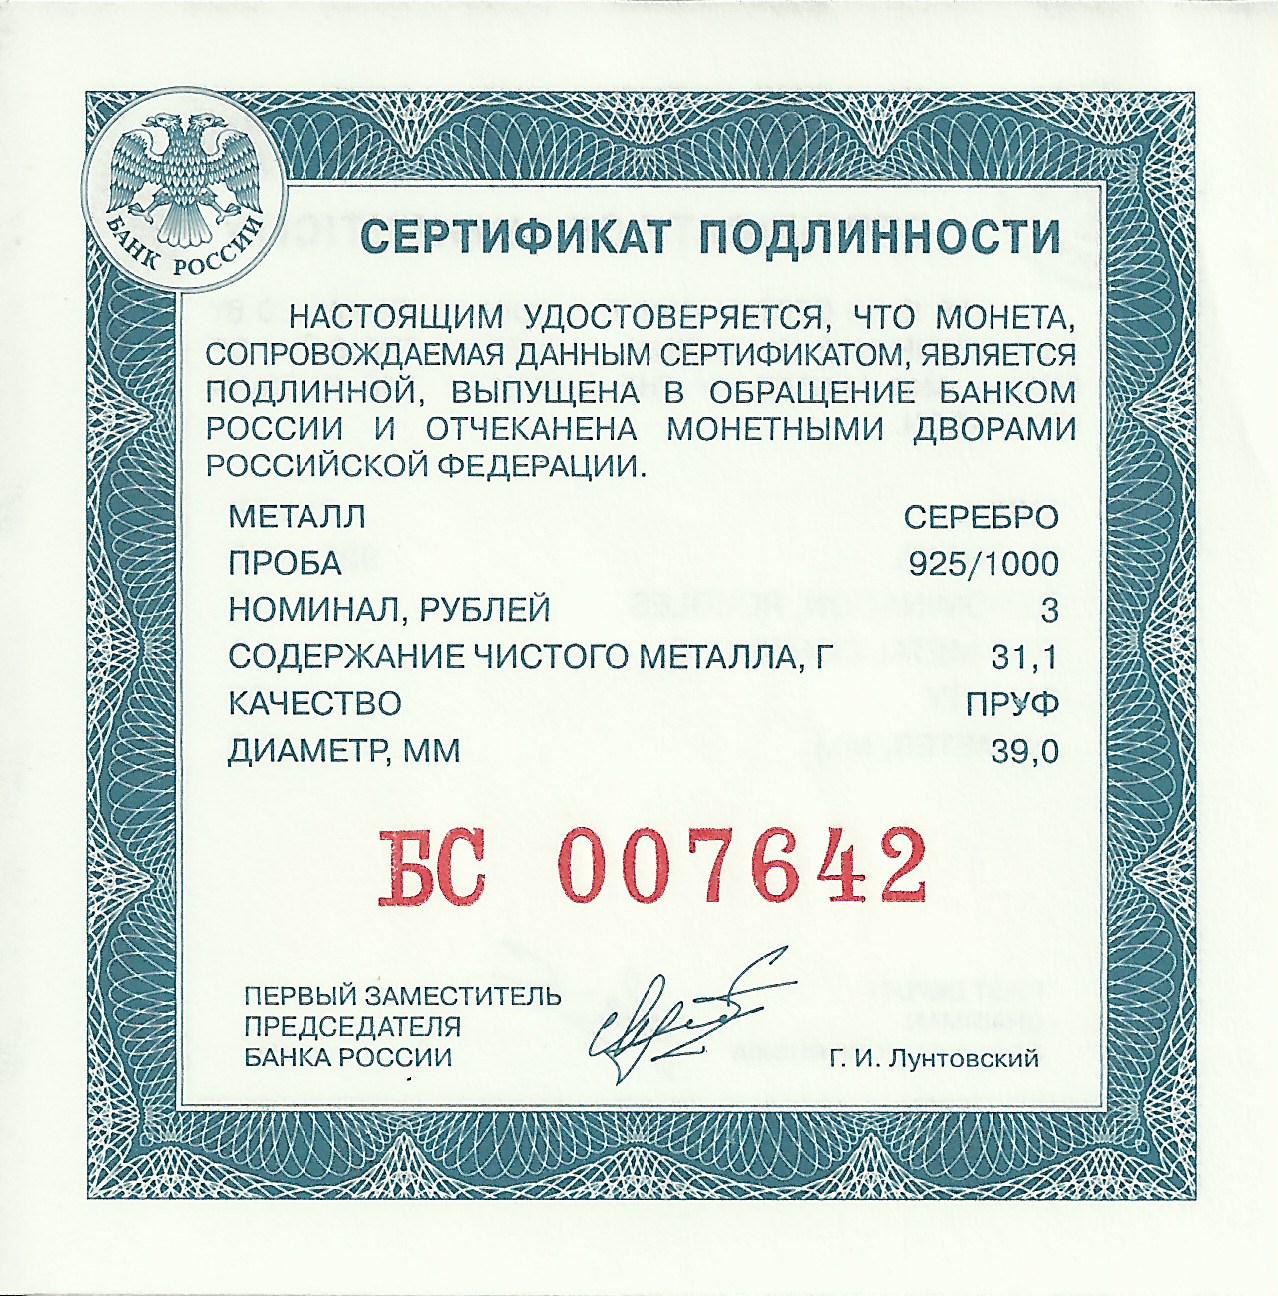 БАНК РОССИИ
СЕРТИФИКАТ ПОДЛИННОСТИ
НАСТОЯЩИМ УДОСТОВЕРЯЕТСЯ, ЧТО МОНЕТА,
СОПРОВОЖДАЕМАЯ ДАННЫМ СЕРТИФИКАТОМ, ЯВЛЯЕТСЯ
ПОДЛИННОЙ, ВЫПУЩЕНА В ОБРАЩЕНИЕ БАНКОМ
РОССИИ И ОТЧЕКАНЕНА МОНЕТНЫМИ ДВОРАМИ
РОССИЙСКОЙ ФЕДЕРАЦИИ.
МЕТАЛЛ СЕРЕБРО
ПРОБА 925/1000
НОМИНАЛ, РУБЛЕЙ 3
СОДЕРЖАНИЕ ЧИСТОГО МЕТАЛЛА, Г 31,1
КАЧЕСТВО ПРУФ
ДИАМЕТР, ММ 39,0
БС 007642
ПЕРВЫЙ ЗАМЕСТИТЕЛЬ
ПРЕДСЕДАТЕЛЯ
БАНКА РОССИИ Г. И. Лунтовский